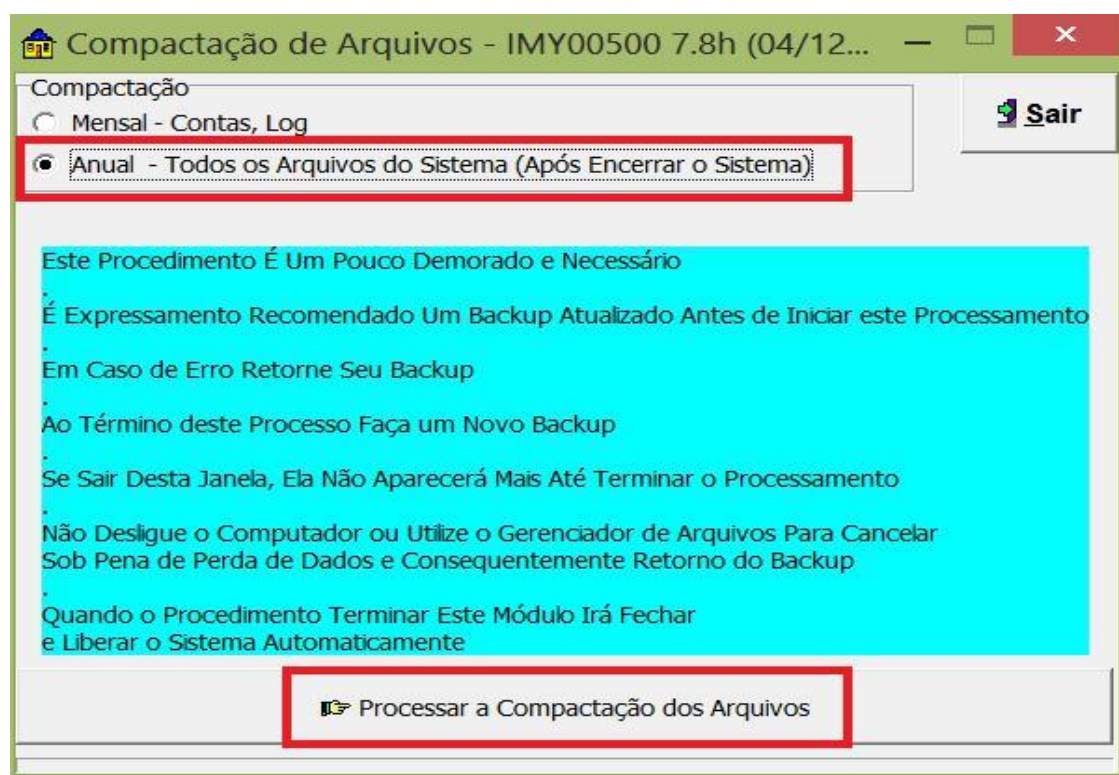 Compactação de Arquivos - IMY00500 7.8h (04/12...
Compactação
Mensal - Contas, Log
Sair
Anual - Todos os Arquivos do Sistema (Após Encerrar o Sistema)
Este Procedimento É Um Pouco Demorado e Necessário
.
É Expressamento Recomendado Um Backup Atualizado Antes de Iniciar este Processamento
.
Em Caso de Erro Retorne Seu Backup
.
Ao Término deste Processo Faça um Novo Backup
.
Se Sair Desta Janela, Ela Não Aparecerá Mais Até Terminar o Processamento
.
Não Desligue o Computador ou Utilize o Gerenciador de Arquivos Para Cancelar
Sob Pena de Perda de Dados e Consequentemente Retorno do Backup
.
Quando o Procedimento Terminar Este Módulo Irá Fechar
e Liberar o Sistema Automaticamente
Processar a Compactação dos Arquivos